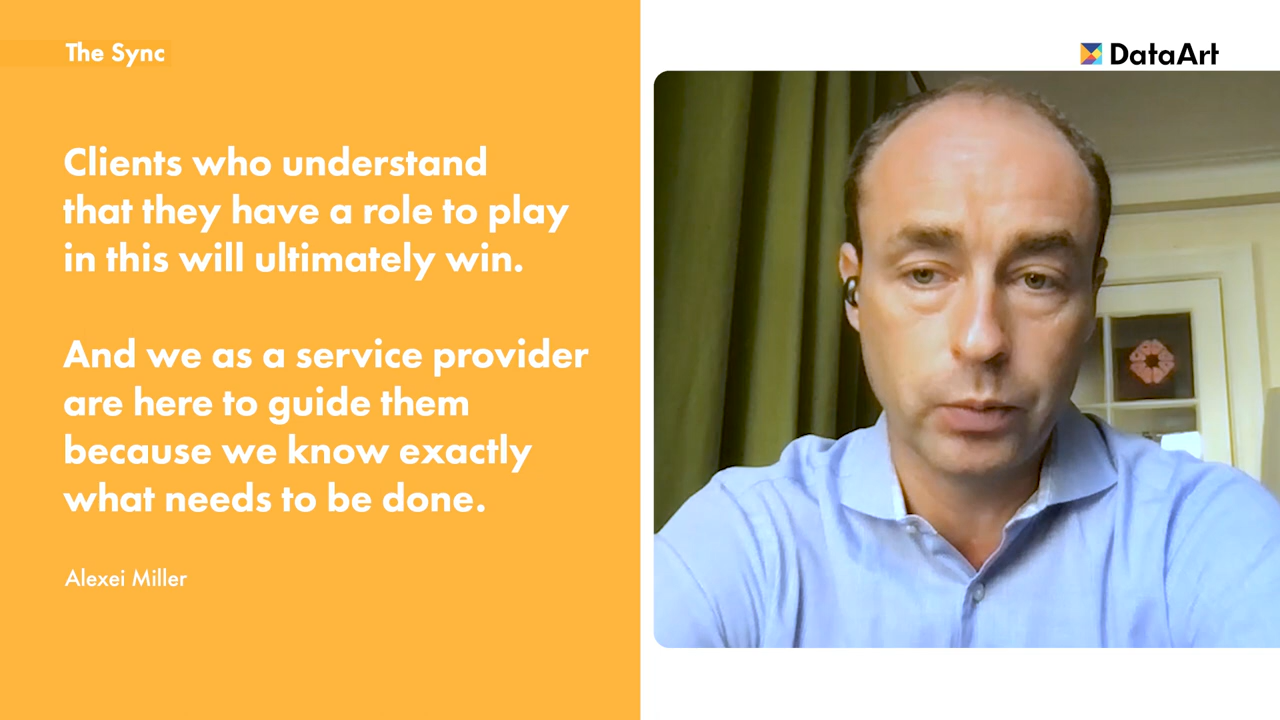 The Sync
DataArt
Clients who understand
that they have a role to play
in this will ultimately win.
And we as a service provider
are here to guide them
because we know exactly
what needs to be done.
Alexei Miller